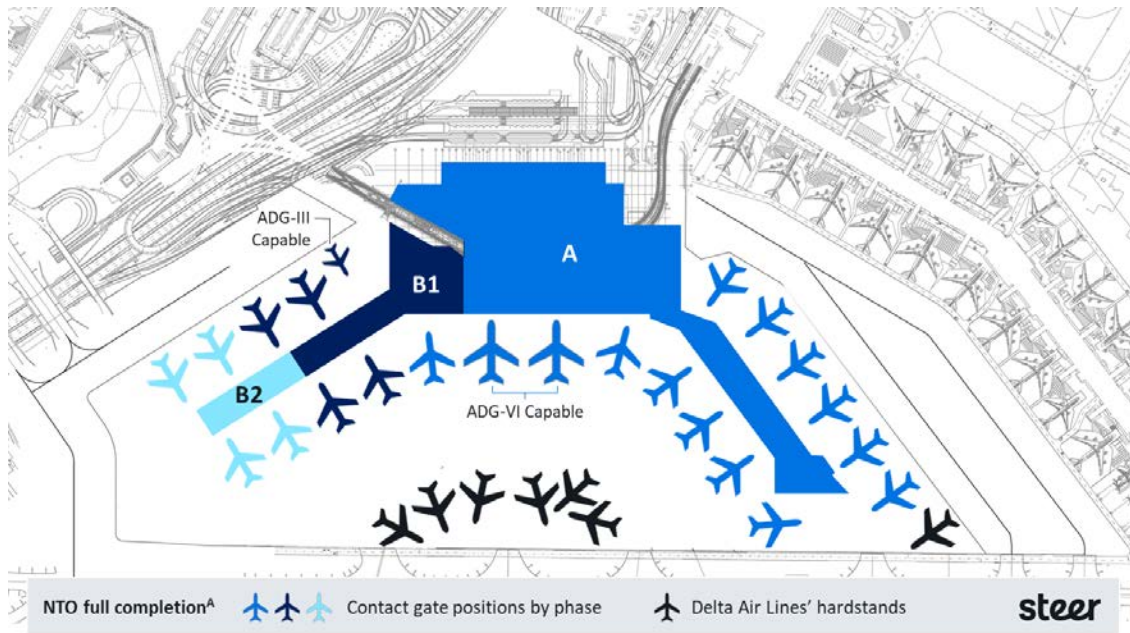 ADG-III
Capable
A
B1
B2
ADG-VI Capable
NTO full completionᴬ
Contact gate positions by phase
Delta Air Lines’ hardstands
steer